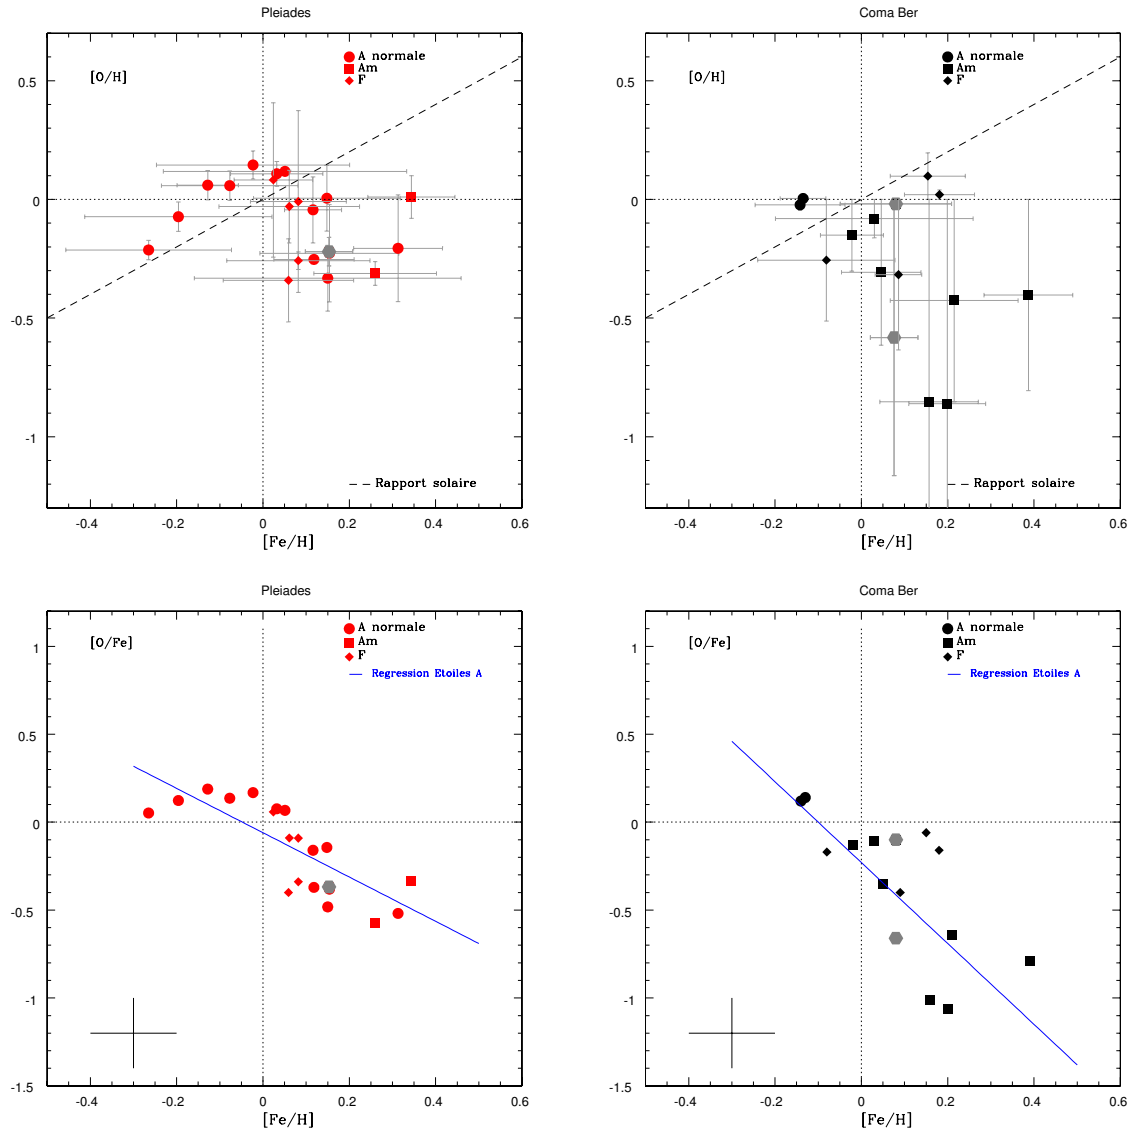 Pleiades
Coma Ber
[O/H]
A normale
Am
F
[O/H]
A normale
Am
F
0.5
0
-0.5
-1
0.5
0
-0.5
-1
Rapport solaire
Rapport solaire
-0.4 -0.2 0 0.2 0.4 0.6
-0.4 -0.2 0 0.2 0.4 0.6
[Fe/H]
[Fe/H]
Pleiades
Coma Ber
[O/Fe]
A normale
Am
F
Regression Etoiles A
[O/Fe]
A normale
Am
F
Regression Etoiles A
1
0.5
0
-0.5
-1
-1.5
1
0.5
0
-0.5
-1
-1.5
-0.4 -0.2 0 0.2 0.4 0.6
-0.4 -0.2 0 0.2 0.4 0.6
[Fe/H]
[Fe/H]